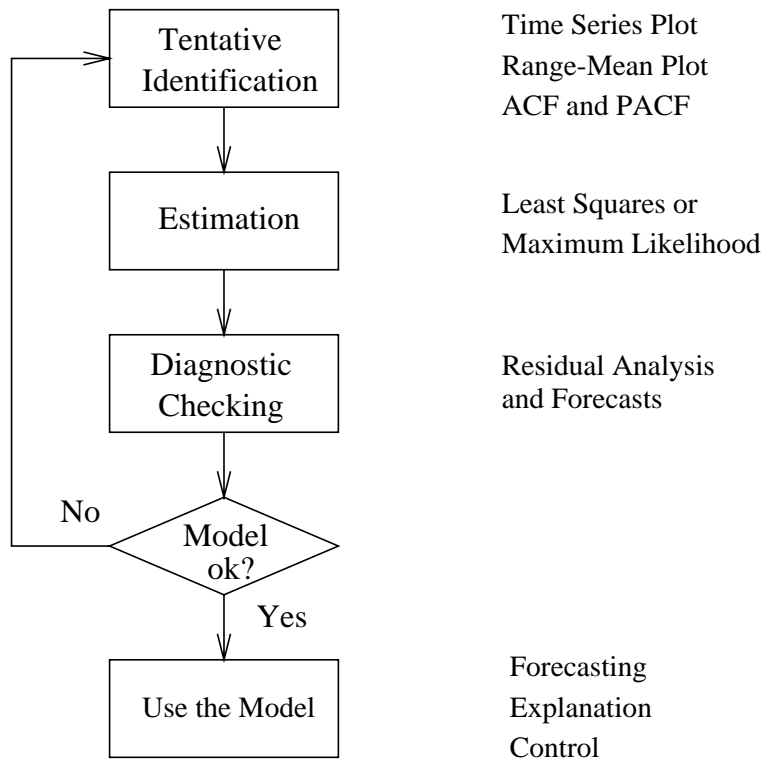 Tentative
Identification
Time Series Plot
Range-Mean Plot
ACF and PACF
Estimation
Least Squares or
Maximum Likelihood
Diagnostic
Checking
Residual Analysis
and Forecasts
No
Model
ok?
Yes
Use the Model
Forecasting
Explanation
Control